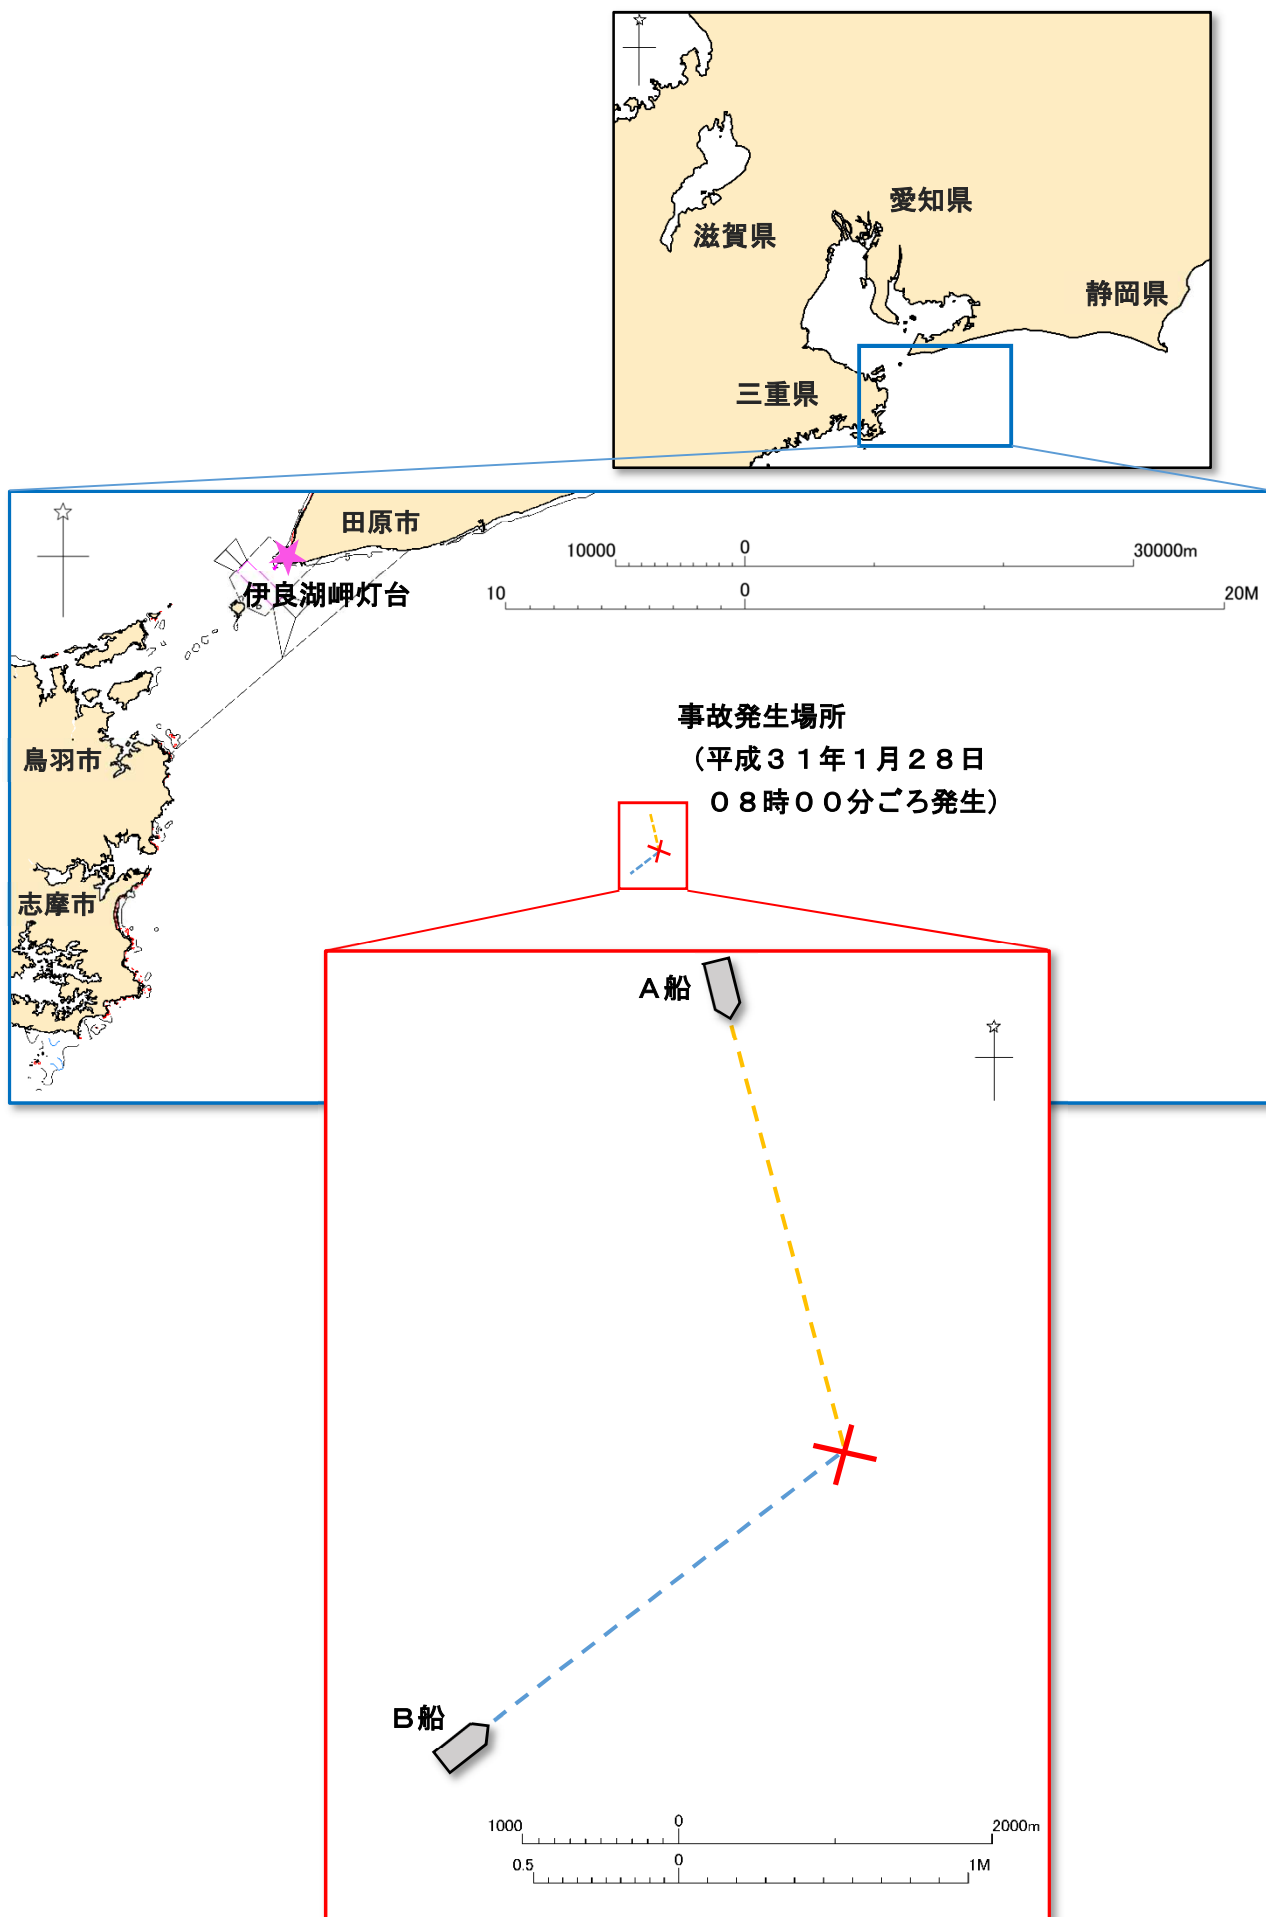 愛知県
滋賀県
静岡県
三重県
田原市
伊良湖岬灯台
10000 0 30000m
10 0 20M
鳥羽市
志摩市
事故発生場所
（平成３１年１月２８日
０８時００分ごろ発生）
Ａ船
Ｂ船
1000 0 2000m
0.5 0 1M